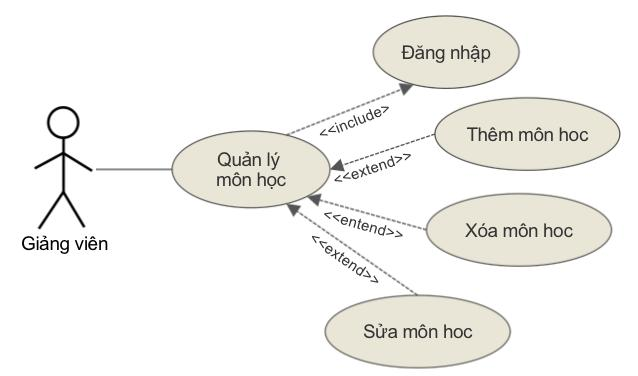 Đăng nhập
<<include>
Thêm môn hoc
<<extend>>
Quản lý
môn học
Xóa môn hoc
<<entend>>
Giảng viên
<<extend>>
Sửa môn hoc